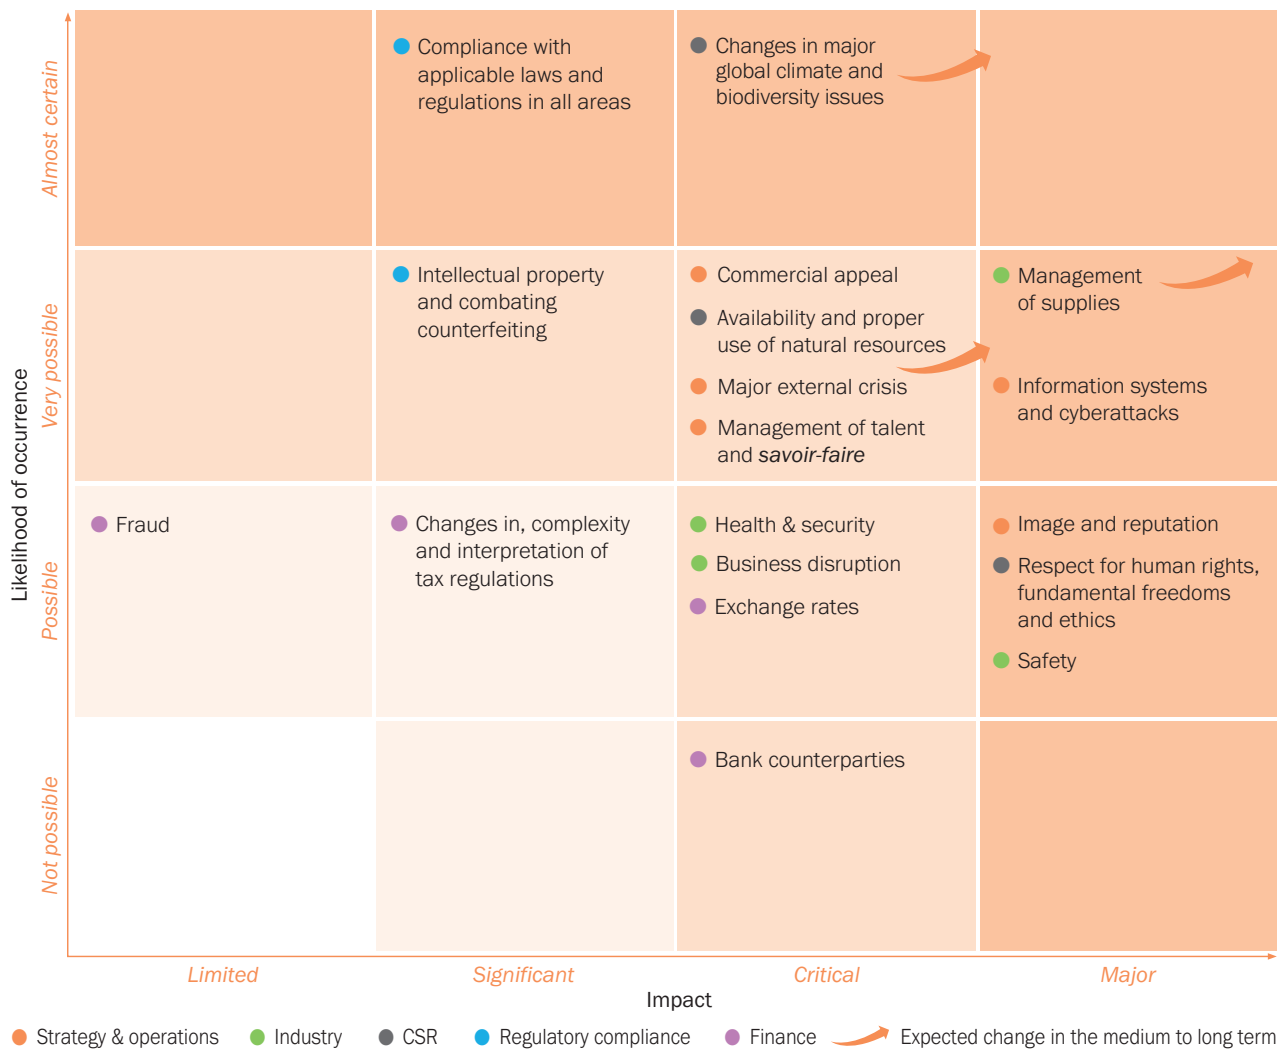 Likelihood of occurrence
Almost certain
Compliance with
applicable laws and
regulations in all areas
Changes in major
global climate and
biodiversity issues
Very possible
Intellectual property
and combating
counterfeiting
Commercial appeal
Availability and proper
use of natural resources
Major external crisis
Management of talent
and savoir-faire
Management
of supplies
Information systems
and cyberattacks
Possible
Fraud
Changes in, complexity
and interpretation of
tax regulations
Health & security
Business disruption
Exchange rates
Image and reputation
Respect for human rights,
fundamental freedoms
and ethics
Safety
Not possible
Bank counterparties
Limited
Significant
Critical
Major
Impact
Strategy & operations
Industry
CSR
Regulatory compliance
Finance
Expected change in the medium to long term